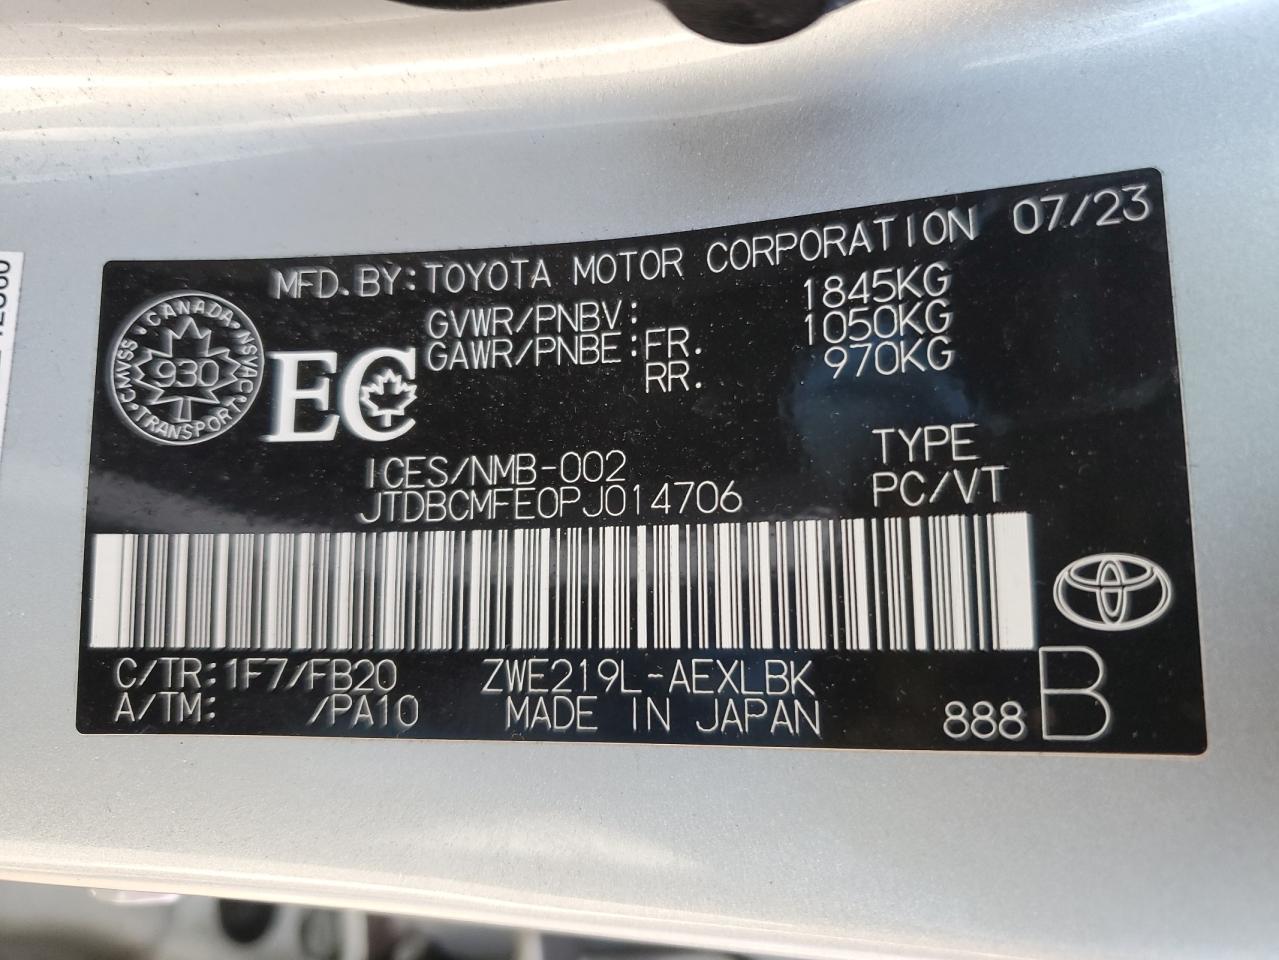 MFD.BY:TOYOTA MOTOR CORPORATION 07/23
GVWR/PNBV: 1845KG
GAWR/PNBE:FR. 1050KG
RR. 970KG
CANADA
CMVSS 930 NSVAC
TRANSPORT
EC
ICES/NMB-002 TYPE
JTDBCMFE0PJ014706 PC/VT
C/TR:1F7/FB20 ZWE219L-AEXLBK
A/TM: /PA10 MADE IN JAPAN 888 B